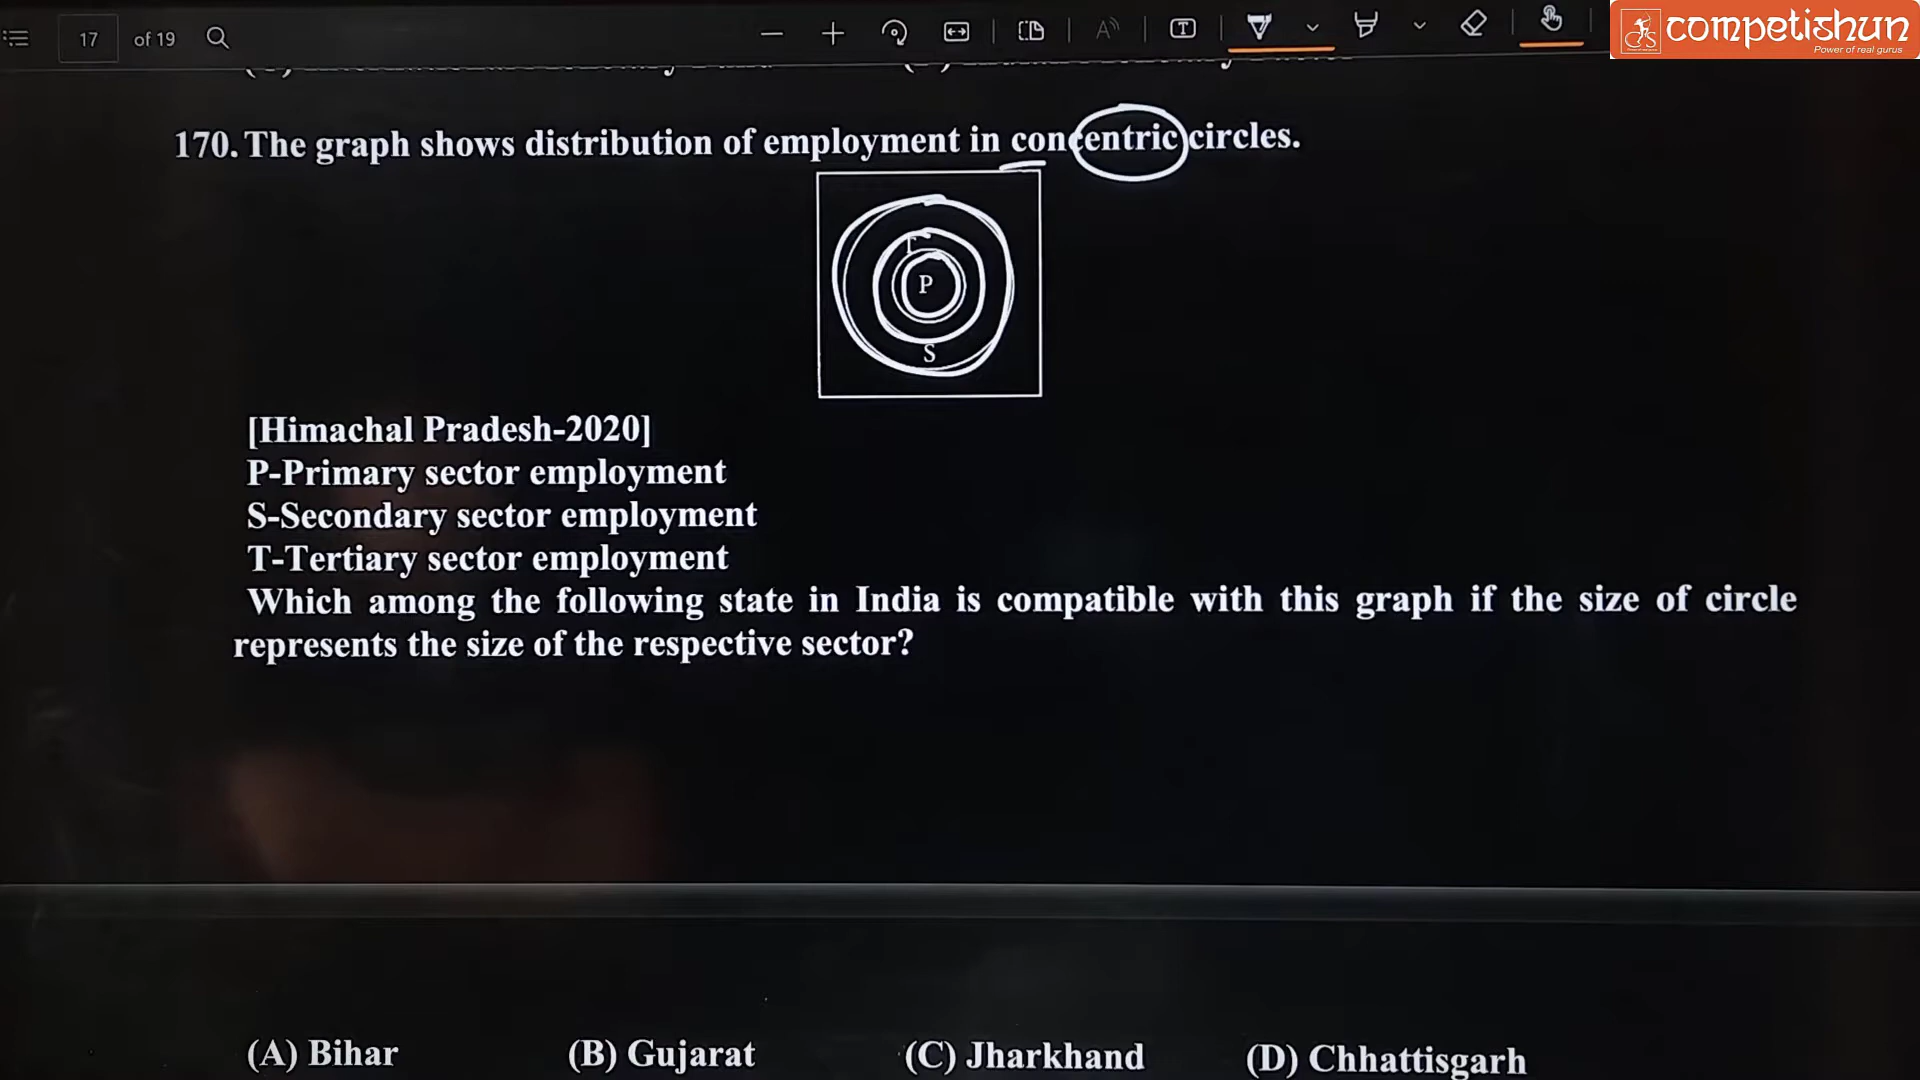 17 of 19
competishun
Power of real gurus
170. The graph shows distribution of employment in concentric circles.
T
P
S
[Himachal Pradesh-2020]
P-Primary sector employment
S-Secondary sector employment
T-Tertiary sector employment
Which among the following state in India is compatible with this graph if the size of circle
represents the size of the respective sector?
(A) Bihar (B) Gujarat (C) Jharkhand (D) Chhattisgarh